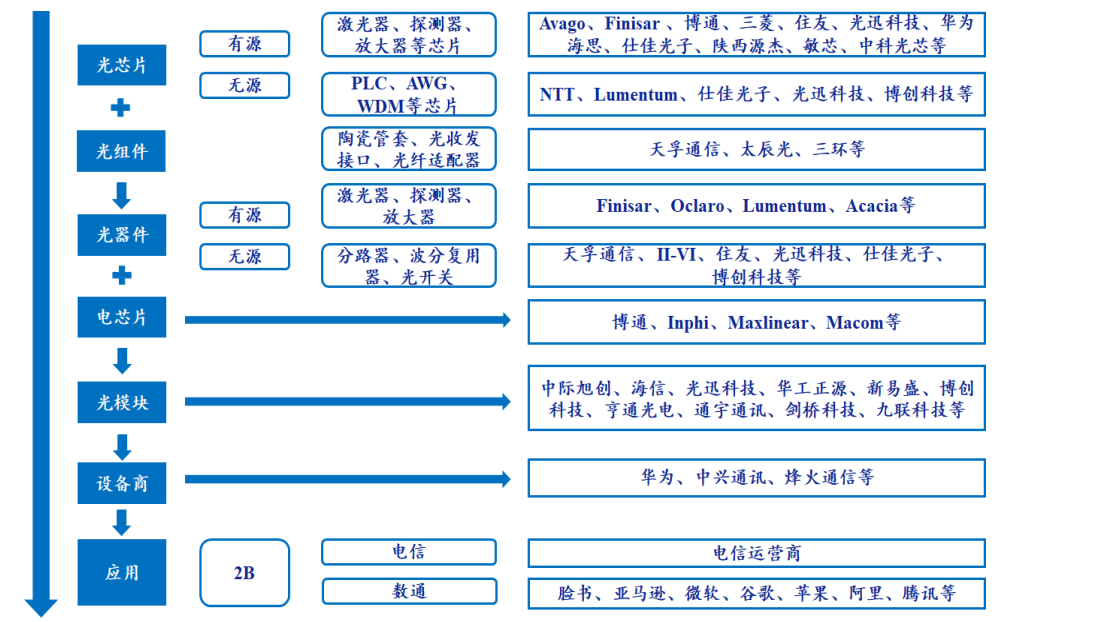 光芯片
有源
激光器、探测器、
放大器等芯片
Avago、Finisar 、博通、三菱、住友、光迅科技、华为
海思、仕佳光子、陕西源杰、敏芯、中科光芯等
无源
PLC、AWG、
WDM等芯片
NTT、Lumentum、仕佳光子、光迅科技、博创科技等
光组件
陶瓷管套、光收发
接口、光纤适配器
天孚通信、太辰光、三环等
光器件
有源
激光器、探测器、
放大器
Finisar、Oclaro、Lumentum、Acacia等
无源
分路器、波分复用
器、光开关
天孚通信、II-VI、住友、光迅科技、仕佳光子、
博创科技等
电芯片
博通、Inphi、Maxlinear、Macom等
光模块
中际旭创、海信、光迅科技、华工正源、新易盛、博创
科技、亨通光电、通宇通讯、剑桥科技、九联科技等
设备商
华为、中兴通讯、烽火通信等
应用
2B
电信
电信运营商
数通
脸书、亚马逊、微软、谷歌、苹果、阿里、腾讯等